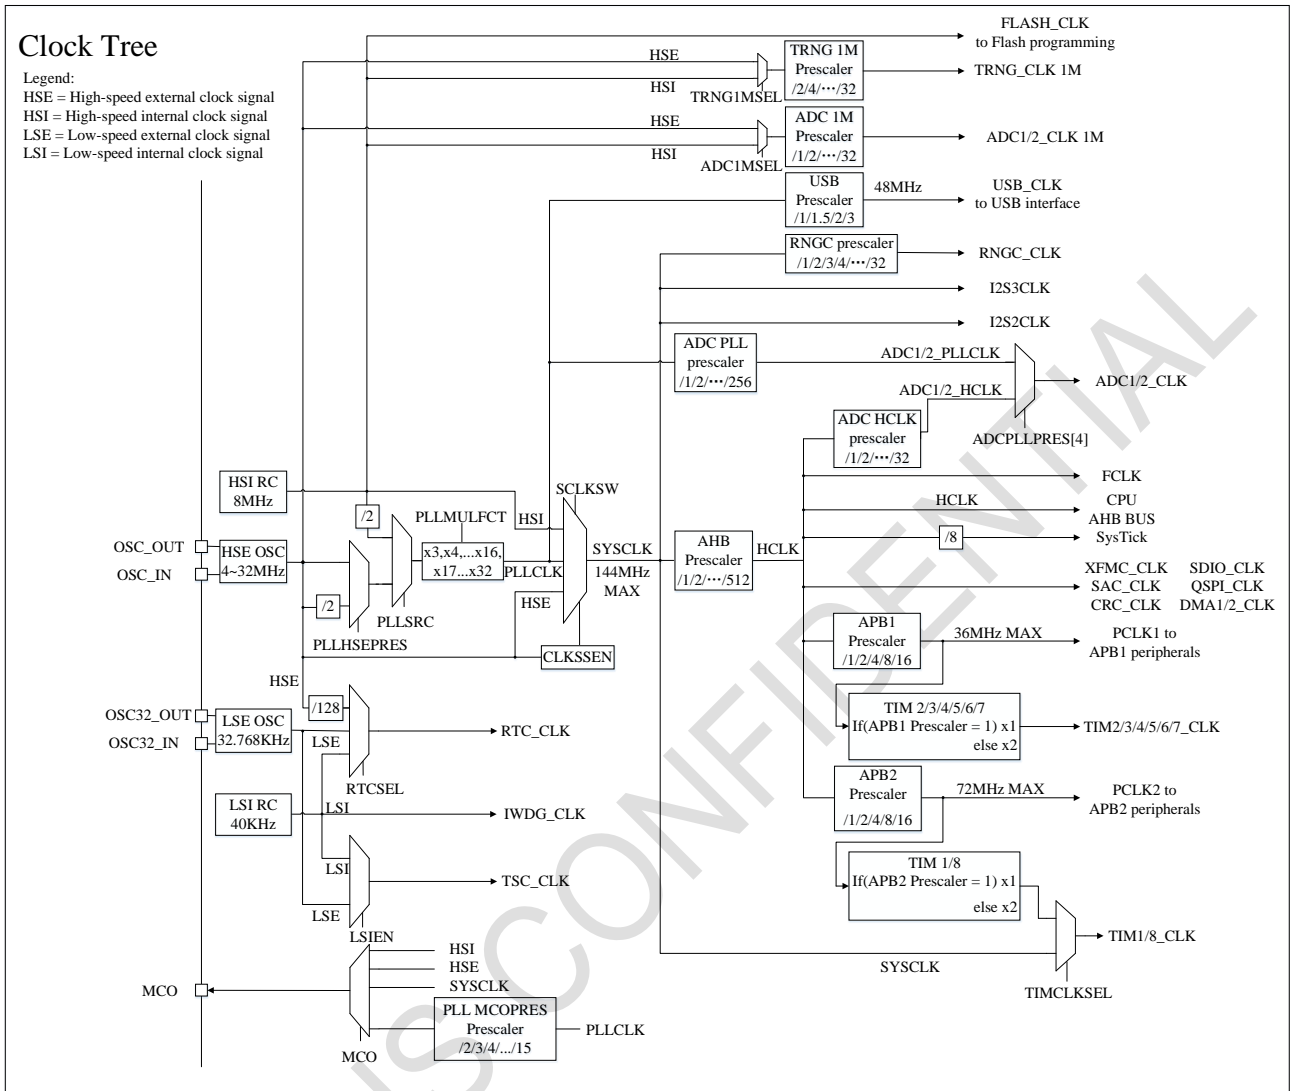 Clock Tree
Legend:
HSE = High-speed external clock signal
HSI = High-speed internal clock signal
LSE = Low-speed external clock signal
LSI = Low-speed internal clock signal
FLASH_CLK
to Flash programming
HSE
HSI
TRNG1MSEL
TRNG 1M
Prescaler
/2/4/···/32
TRNG_CLK 1M
HSE
HSI
ADC1MSEL
ADC 1M
Prescaler
/1/2/···/32
ADC1/2_CLK 1M
USB
Prescaler
/1/1.5/2/3
48MHz
USB_CLK
to USB interface
RNGC prescaler
/1/2/3/4/···/32
RNGC_CLK
I2S3CLK
I2S2CLK
ADC PLL
prescaler
/1/2/···/256
ADC1/2_PLLCLK
ADC1/2_HCLK
ADC1/2_CLK
ADCPLLPRES[4]
ADC HCLK
prescaler
/1/2/···/32
FCLK
HCLK
CPU
AHB BUS
/8
SysTick
HSI RC
8MHz
/2
PLLMULFCT
SCLKSW
HSI
OSC_OUT
OSC_IN
HSE OSC
4~32MHz
x3,x4,...x16,
x17...x32
PLLCLK
SYSCLK
144MHz
MAX
AHB
Prescaler
/1/2/···/512
HCLK
/2
PLLSRC
HSE
PLLHSEPRES
CLKSSEN
XFMC_CLK
SDIO_CLK
SAC_CLK
QSPI_CLK
CRC_CLK
DMA1/2_CLK
APB1
Prescaler
/1/2/4/8/16
36MHz MAX
PCLK1 to
APB1 peripherals
HSE
/128
OSC32_OUT
OSC32_IN
LSE OSC
32.768KHz
LSE
RTC_CLK
RTCSEL
TIM 2/3/4/5/6/7
If(APB1 Prescaler = 1) x1
else x2
TIM2/3/4/5/6/7_CLK
LSI RC
40KHz
LSI
IWDG_CLK
APB2
Prescaler
/1/2/4/8/16
72MHz MAX
PCLK2 to
APB2 peripherals
LSI
LSE
TSC_CLK
LSIEN
TIM 1/8
If(APB2 Prescaler = 1) x1
else x2
TIM1/8_CLK
SYSCLK
TIMCLKSEL
HSI
HSE
SYSCLK
MCO
PLL MCOPRES
Prescaler
/2/3/4/.../15
PLLCLK
MCO
NS CONFIDENTIAL